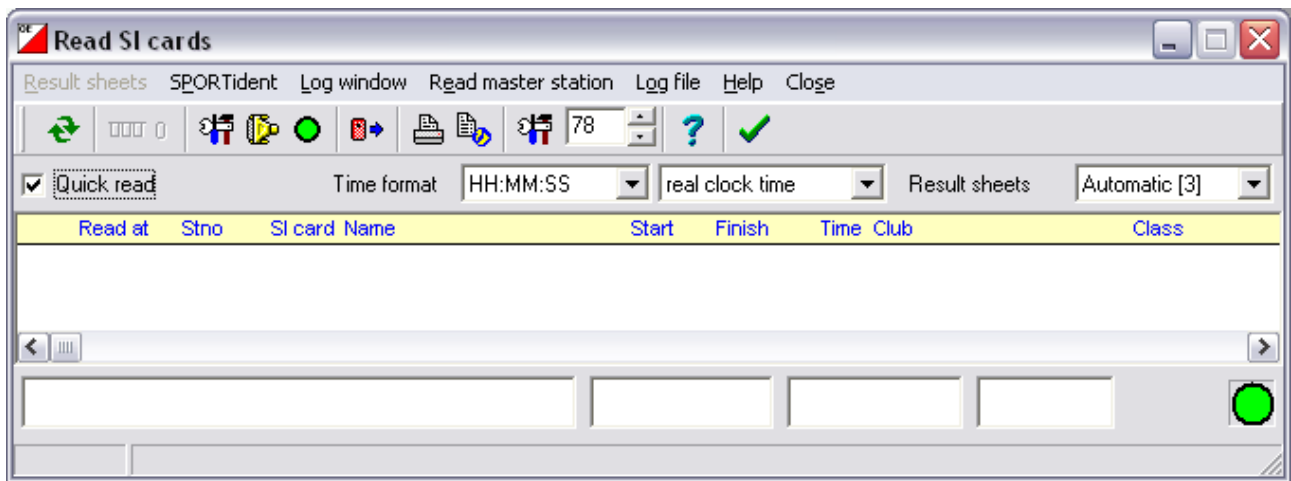 OE Read SI cards
Result sheets SPORTident Log window Read master station Log file Help Close
0 78 ?
Quick read Time format HH:MM:SS real clock time Result sheets Automatic [3]
Read at Stno SI card Name Start Finish Time Club Class